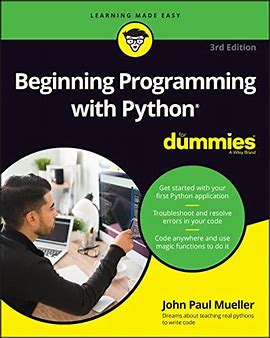 LEARNING MADE EASY
3rd Edition
Beginning Programming
with Python®
for
dummies®
A Wiley Brand
Get started with your
first Python application
Troubleshoot and resolve
errors in your code
Code anywhere and use
magic functions to do it
John Paul Mueller
Dreams about teaching real pythons
to write code